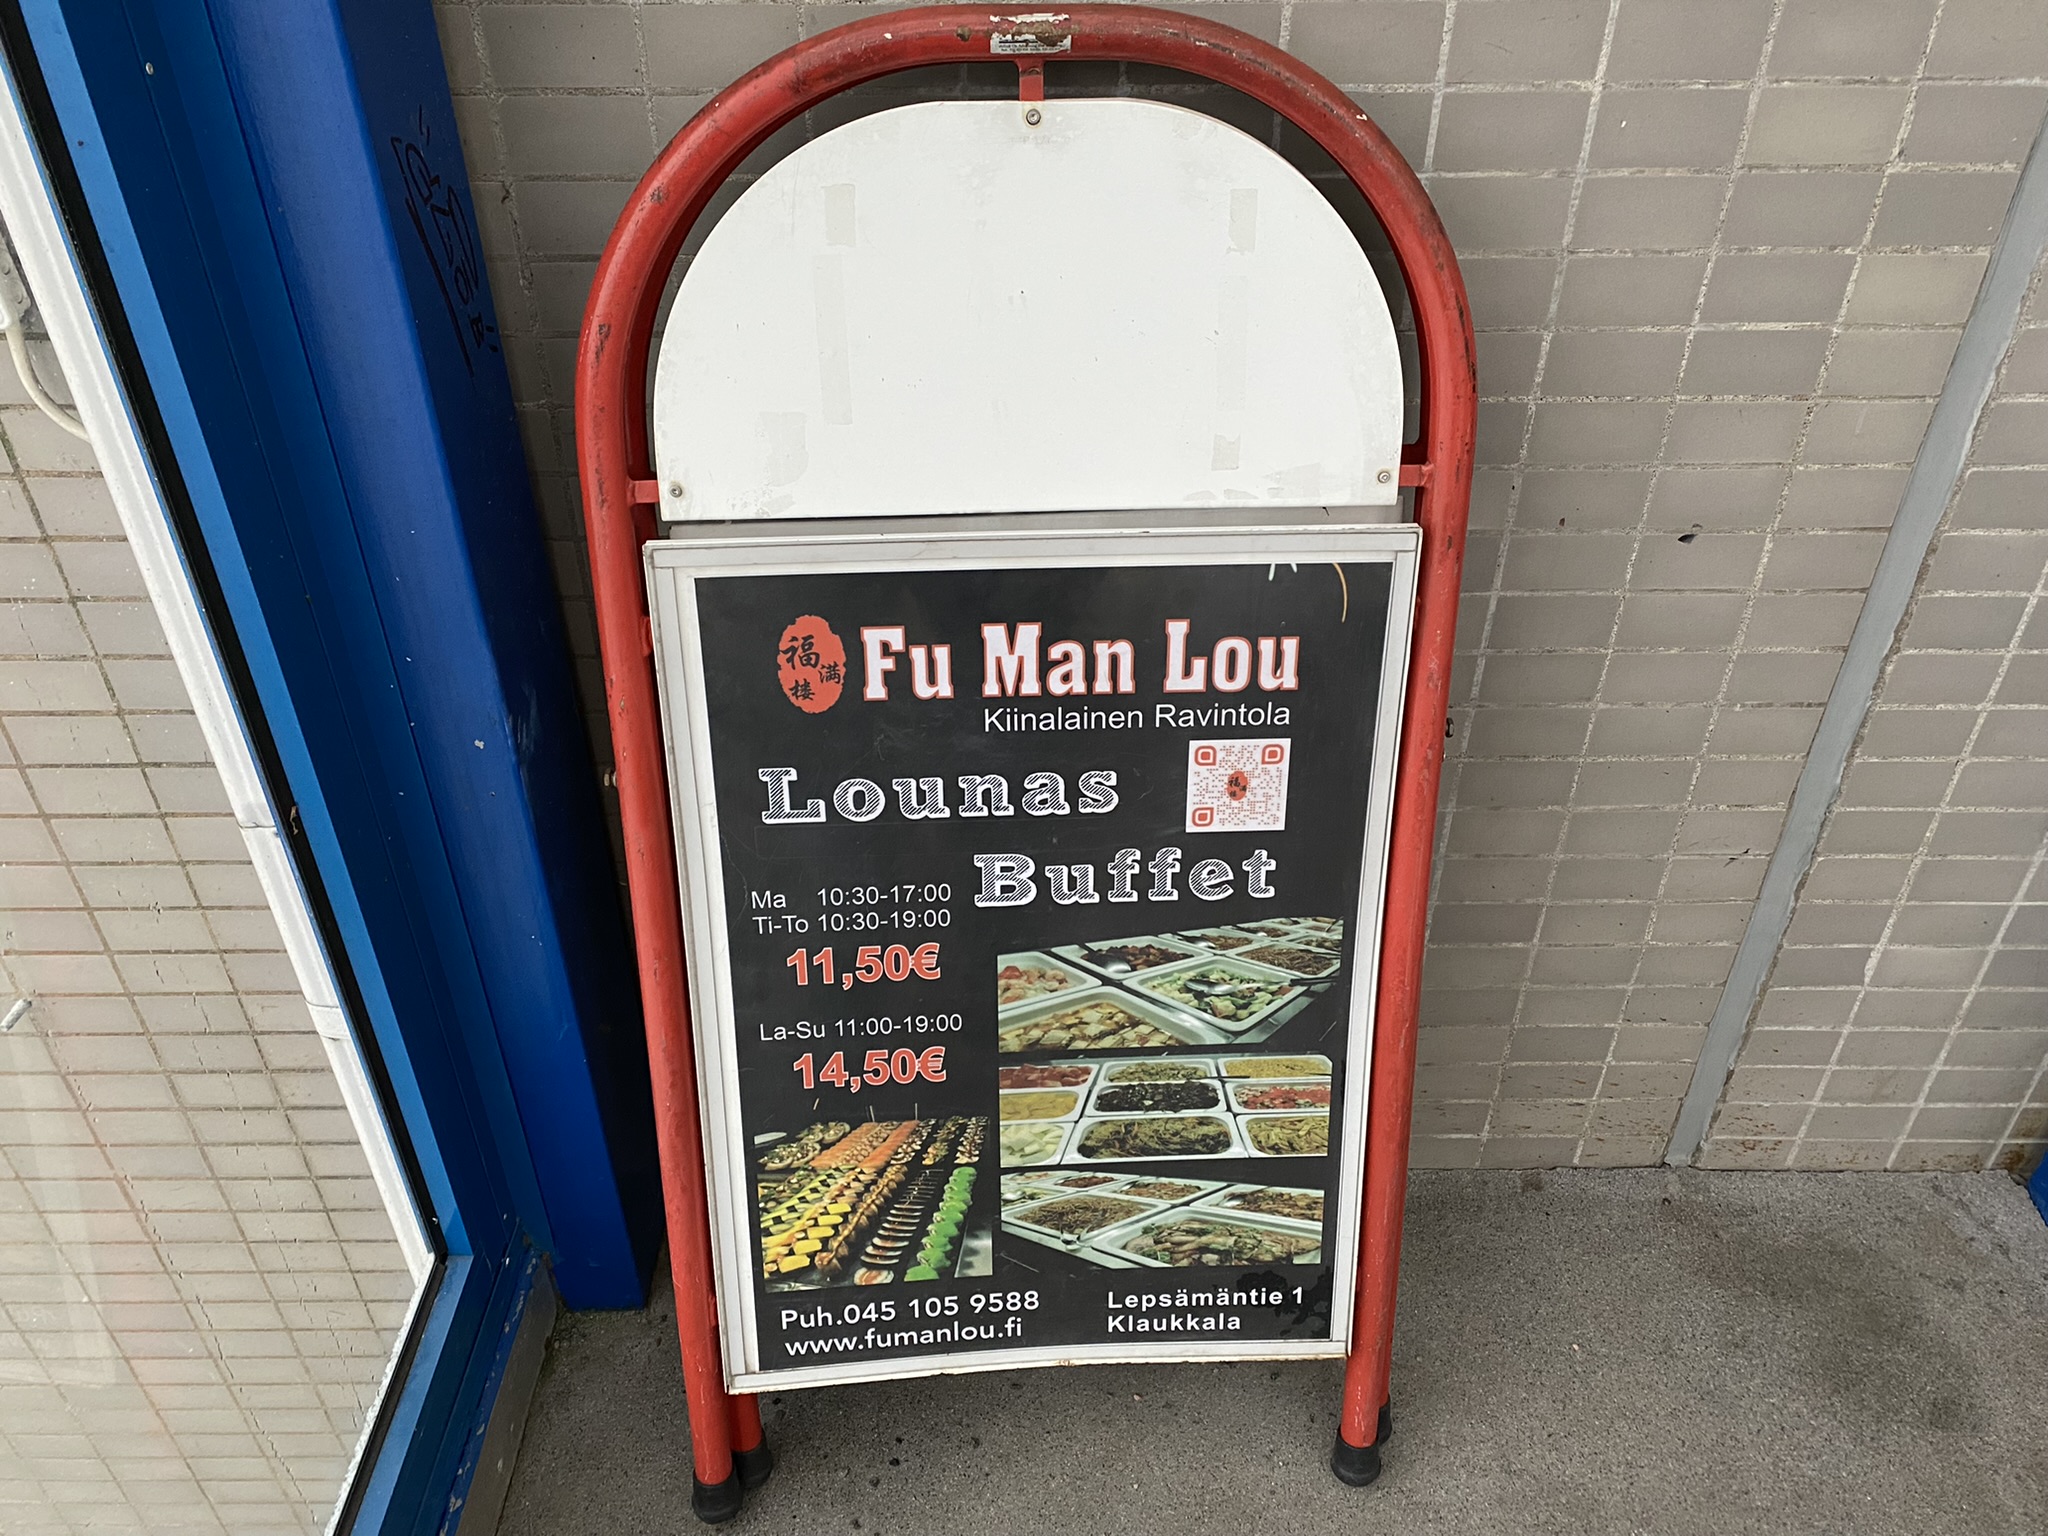 福
满
楼
Fu Man Lou
Kiinalainen Ravintola
Lounas
Buffet
Ma 10:30-17:00
Ti-To 10:30-19:00
11,50€
La-Su 11:00-19:00
14,50€
Puh.045 105 9588
www.fumanlou.fi
Lepsämäntie 1
Klaukkala